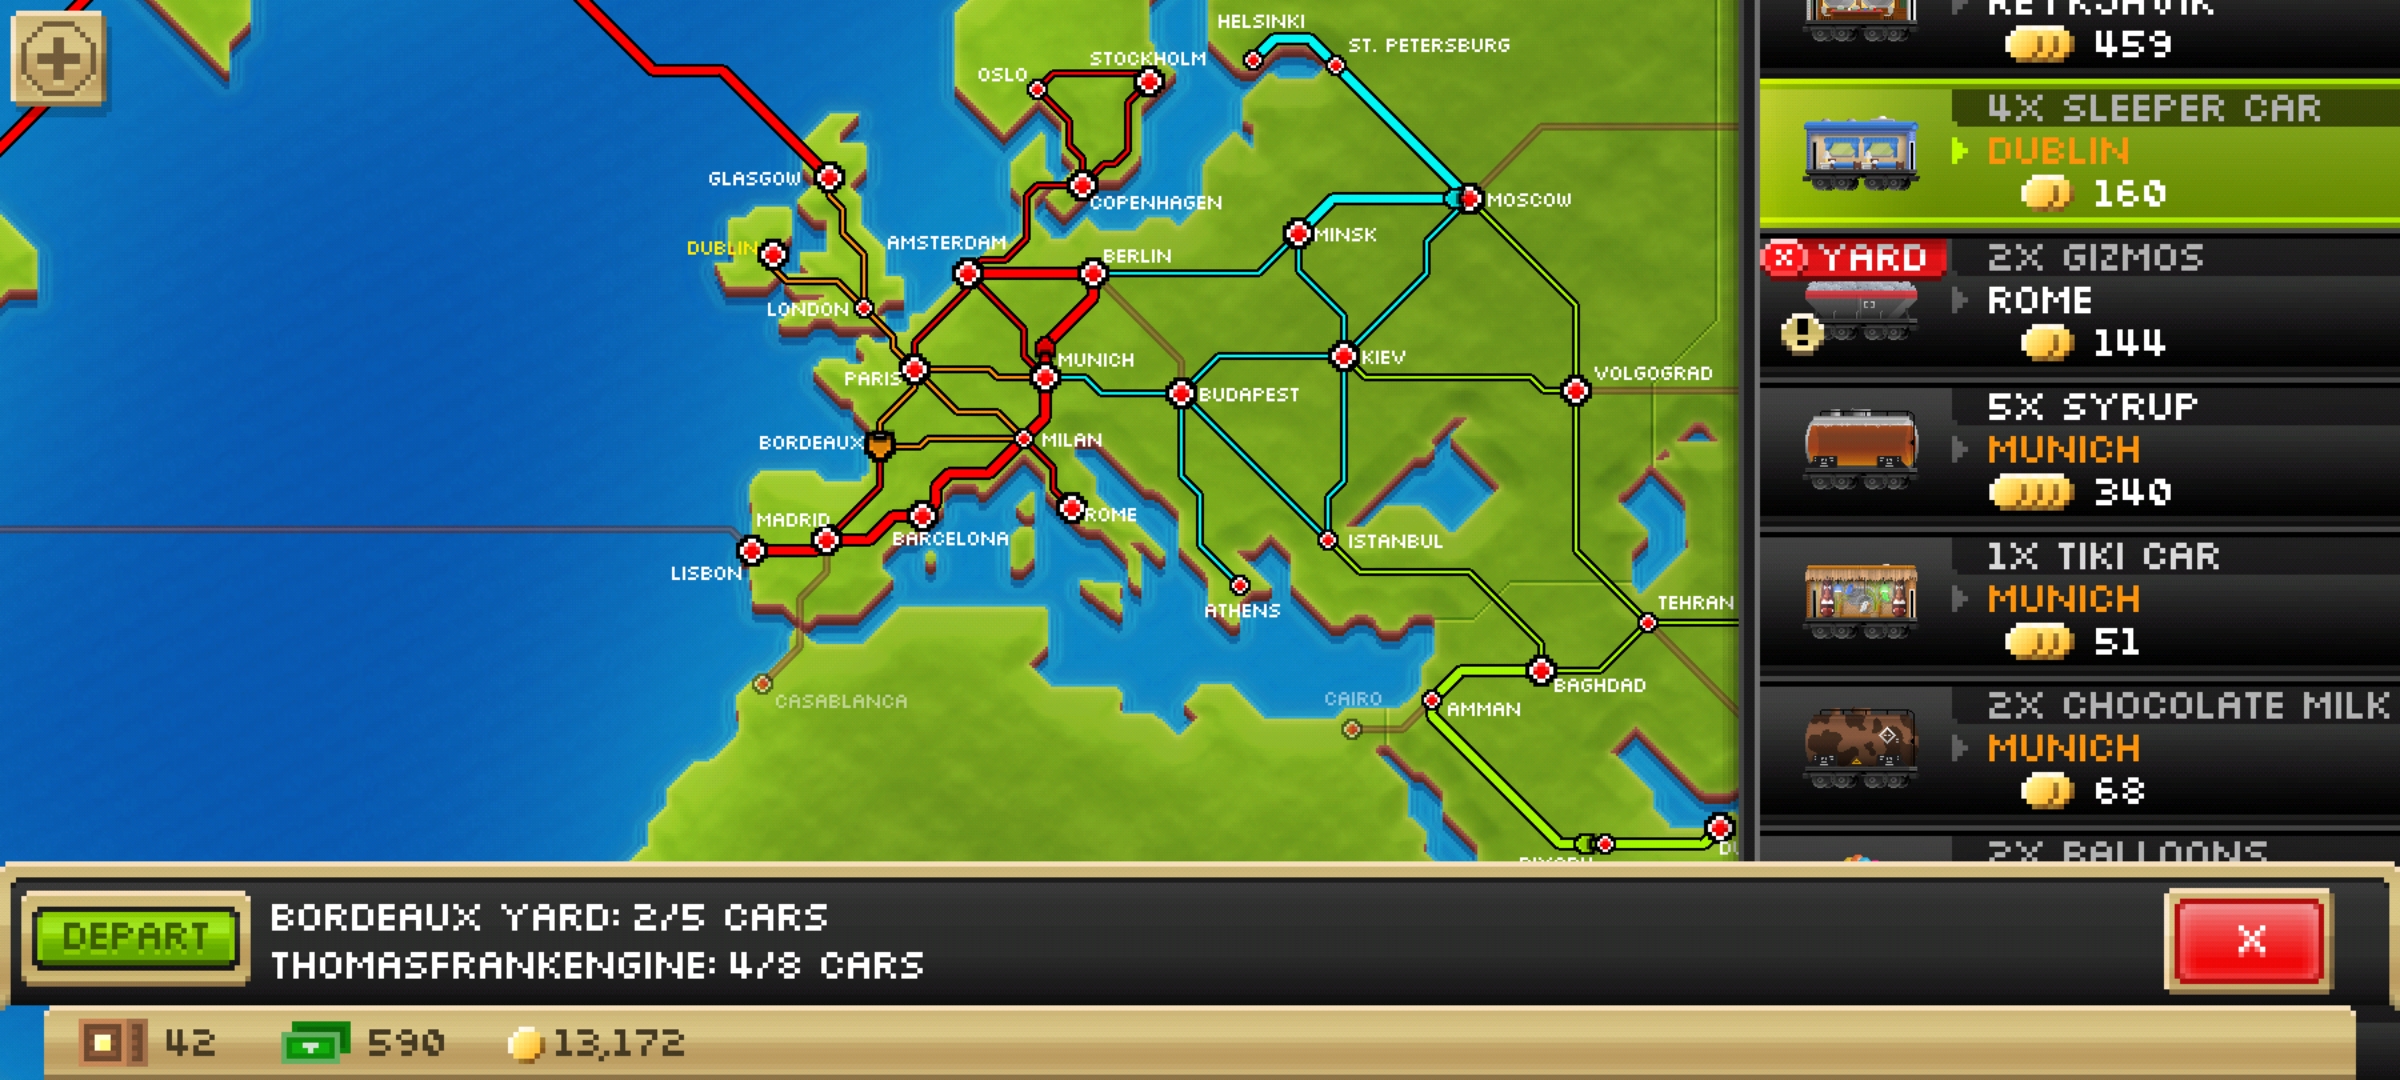 HELSINKI
ST. PETERSBURG
STOCKHOLM
OSLO
GLASGOW
COPENHAGEN
MOSCOW
MINSK
AMSTERDAM
DUBLIN
BERLIN
LONDON
MUNICH
KIEV
PARIS
VOLGOGRAD
BUDAPEST
BORDEAUX
MILAN
MADRID
ROME
BARCELONA
ISTANBUL
LISBON
ATHENS
TEHRAN
BAGHDAD
CASABLANCA
CAIRO
AMMAN
REYKJAVIK
459
4X SLEEPER CAR
DUBLIN
160
X YARD
2X GIZMOS
ROME
144
5X SYRUP
MUNICH
340
1X TIKI CAR
MUNICH
51
2X CHOCOLATE MILK
MUNICH
68
2X BALLOONS
DEPART
BORDEAUX YARD: 2/5 CARS
THOMASFRANKENGINE: 4/8 CARS
X
42
590
13,172